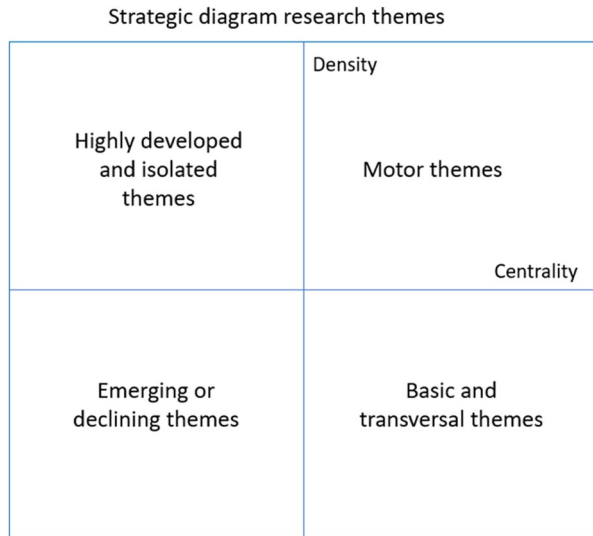 Strategic diagram research themes
Density
Highly developed
and isolated
themes
Motor themes
Centrality
Emerging or
declining themes
Basic and
transversal themes